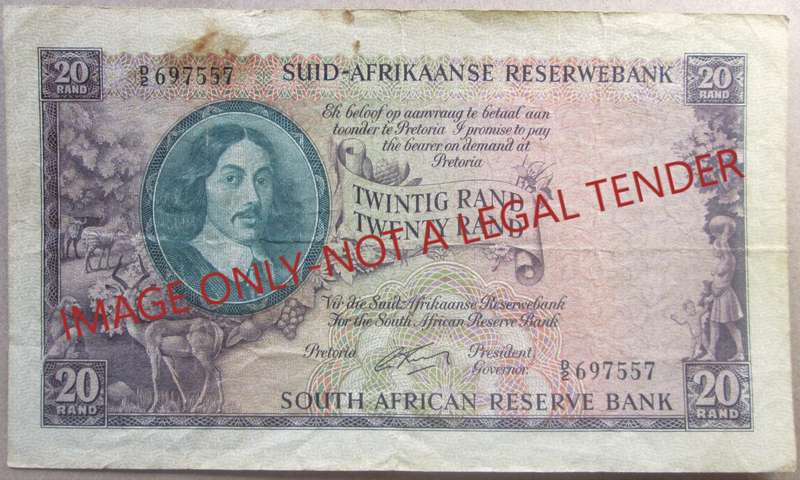 20
RAND
D/2 697557
SUID-AFRIKAANSE RESERWEBANK
20
RAND
Ek beloof op aanvraag te betaal aan
toonder te Pretoria I promise to pay
the bearer on demand at
Pretoria
TWINTIG RAND
TWENTY RAND
IMAGE ONLY-NOT A LEGAL TENDER
Vir die Suid-Afrikaanse Reserwebank
For the South African Reserve Bank
Pretoria
President,
Governor.
D/2 697557
20
RAND
SOUTH AFRICAN RESERVE BANK
20
RAND